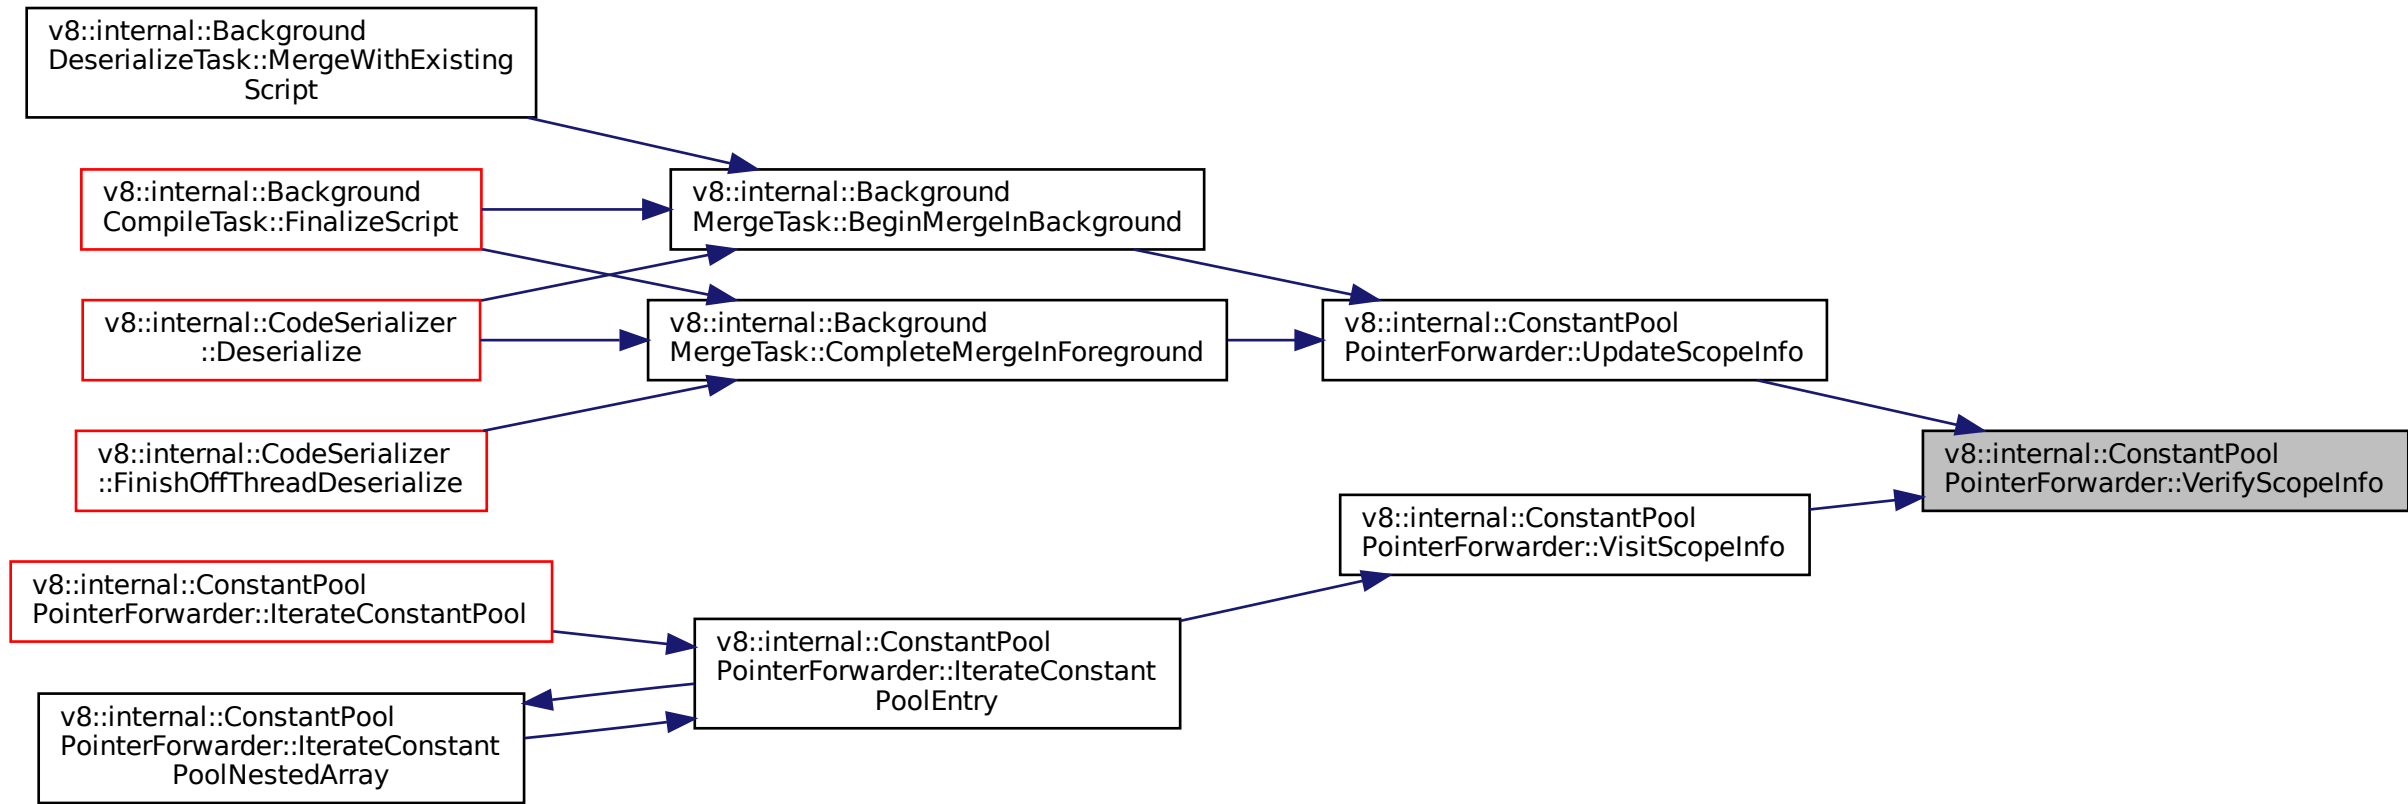 v8::internal::Background
DeserializeTask::MergeWithExisting
Script
v8::internal::Background
CompileTask::FinalizeScript
v8::internal::Background
MergeTask::BeginMergeInBackground
v8::internal::CodeSerializer
::Deserialize
v8::internal::Background
MergeTask::CompleteMergeInForeground
v8::internal::ConstantPool
PointerForwarder::UpdateScopeInfo
v8::internal::CodeSerializer
::FinishOffThreadDeserialize
v8::internal::ConstantPool
PointerForwarder::VerifyScopeInfo
v8::internal::ConstantPool
PointerForwarder::VisitScopeInfo
v8::internal::ConstantPool
PointerForwarder::IterateConstantPool
v8::internal::ConstantPool
PointerForwarder::IterateConstant
PoolEntry
v8::internal::ConstantPool
PointerForwarder::IterateConstant
PoolNestedArray